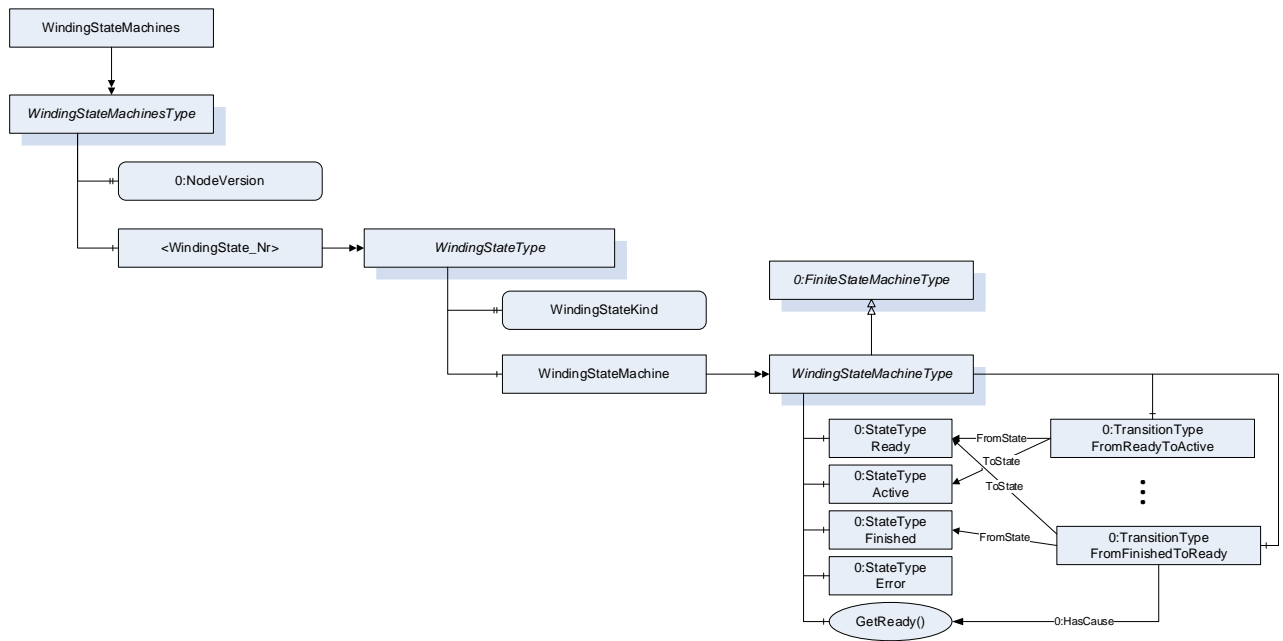 WindingStateMachines
WindingStateMachinesType
0:NodeVersion
<WindingState_Nr>
WindingStateType
WindingStateKind
0:FiniteStateMachineType
WindingStateMachine
WindingStateMachineType
0:StateType
Ready
FromState
0:TransitionType
FromReadyToActive
ToState
0:StateType
Active
ToState
0:StateType
Finished
FromState
0:TransitionType
FromFinishedToReady
0:StateType
Error
GetReady()
0:HasCause